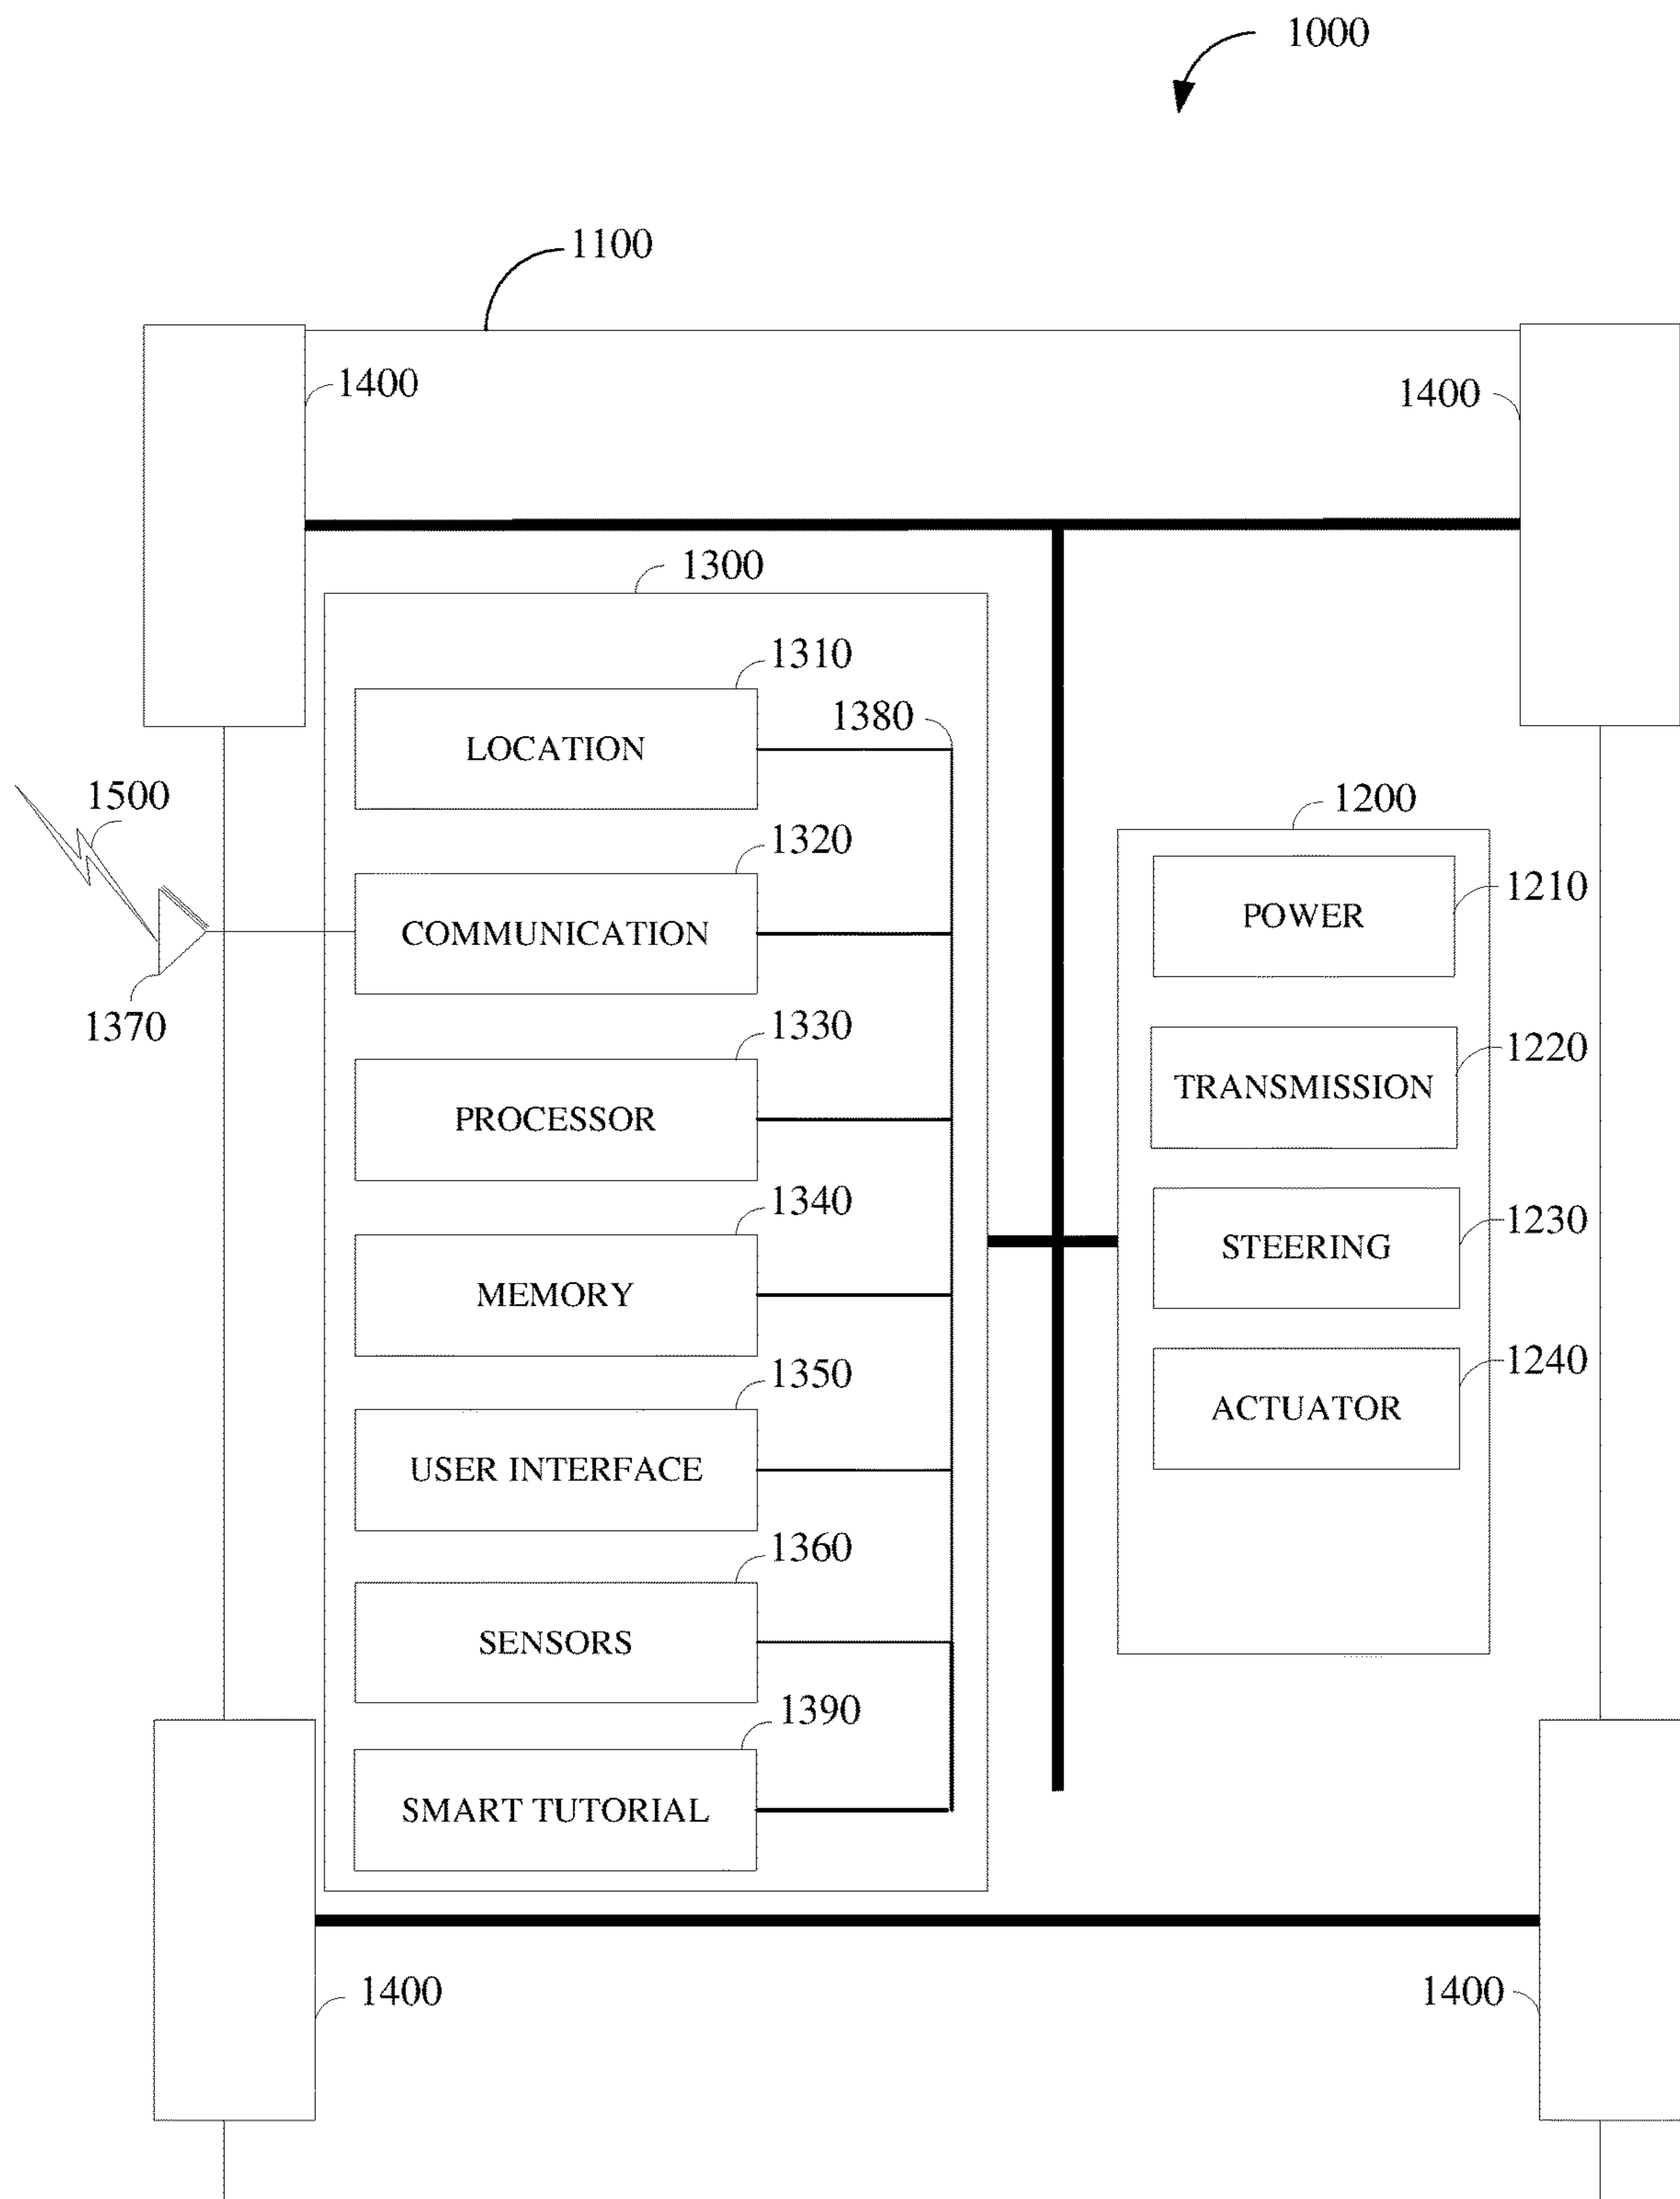 1000
1100
1400
1400
1300
1310
1380
LOCATION
1500
1200
1320
1210
POWER
COMMUNICATION
1370
1330
1220
TRANSMISSION
PROCESSOR
1340
1230
STEERING
MEMORY
1350
1240
ACTUATOR
USER INTERFACE
1360
SENSORS
1390
SMART TUTORIAL
1400
1400